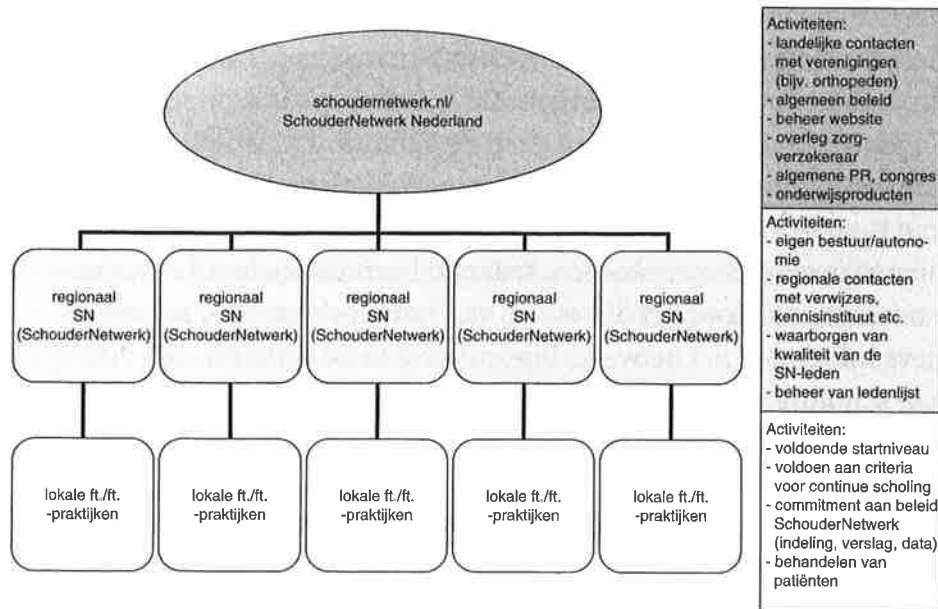 schoudernetwerk.nl/
SchouderNetwerk Nederland
regionaal
SN
(SchouderNetwerk)
regionaal
SN
(SchouderNetwerk)
regionaal
SN
(SchouderNetwerk)
regionaal
SN
(SchouderNetwerk)
regionaal
SN
(SchouderNetwerk)
lokale ft./ft.
-praktijken
lokale ft./ft.
-praktijken
lokale ft./ft.
-praktijken
lokale ft./ft.
-praktijken
lokale ft./ft.
-praktijken
Activiteiten:
- landelijke contacten
met verenigingen
(bijv. orthopeden)
- algemeen beleid
- beheer website
- overleg zorg-
verzekeraar
- algemene PR, congres
- onderwijsproducten
Activiteiten:
- eigen bestuur/autono-
mie
- regionale contacten
met verwijzers,
kennisinstituut etc.
- waarborgen van
kwaliteit van de
SN-leden
- beheer van ledenlijst
Activiteiten:
- voldoende startniveau
- voldoen aan criteria
voor continue scholing
- commitment aan beleid
SchouderNetwerk
(indeling, verslag, data)
- behandelen van
patiënten